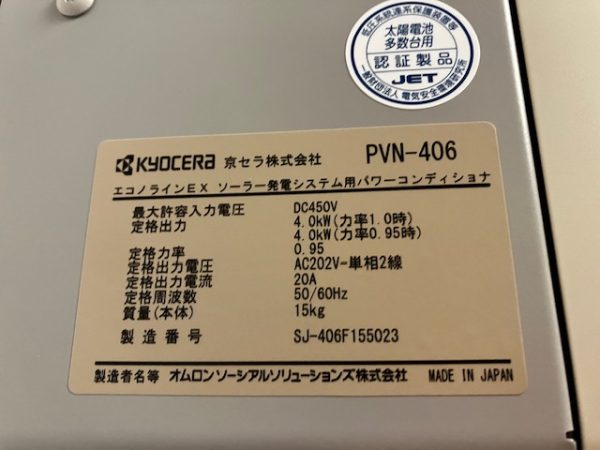 低圧系統連系保護装置等
太陽電池
多数台用
認証製品
JET
一般財団法人 電気安全環境研究所
KYOCERA 京セラ株式会社 PVN-406
エコノラインEX ソーラー発電システム用パワーコンディショナ
最大許容入力電圧 DC450V
定格出力 4.0kW(力率1.0時)
4.0kW(力率0.95時)
定格力率 0.95
定格出力電圧 AC202V-単相2線
定格出力電流 20A
定格周波数 50/60Hz
質量(本体) 15kg
製造番号 SJ-406F155023
製造者名等 オムロンソーシアルソリューションズ株式会社 MADE IN JAPAN